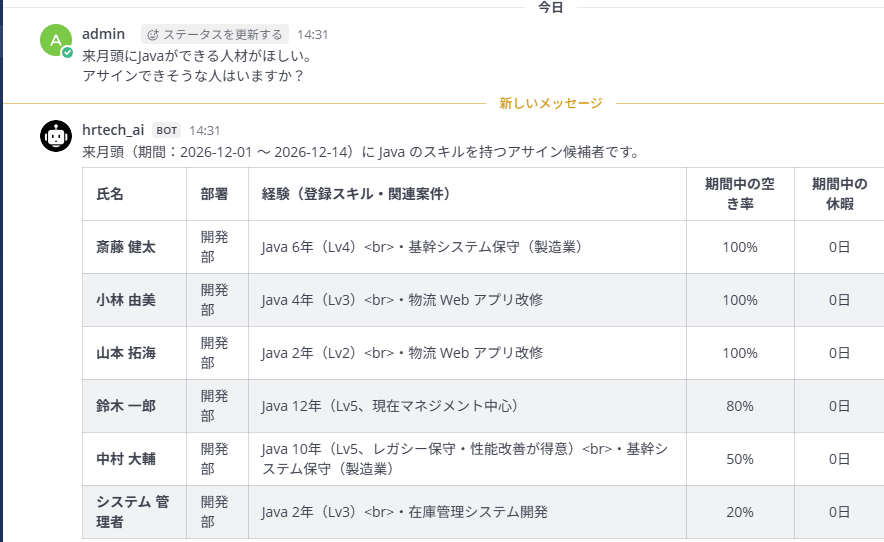 今日
admin ステータスを更新する 14:31
来月頭にJavaができる人材がほしい。
アサインできそうな人はいますか？
新しいメッセージ
hrtech_ai BOT 14:31
来月頭（期間：2026-12-01 〜 2026-12-14）に Java のスキルを持つアサイン候補者です。
氏名 部署 経験（登録スキル・関連案件） 期間中の空き率 期間中の休暇
斎藤 健太 開発部 Java 6年（Lv4）<br>・基幹システム保守（製造業） 100% 0日
小林 由美 開発部 Java 4年（Lv3）<br>・物流 Web アプリ改修 100% 0日
山本 拓海 開発部 Java 2年（Lv2）<br>・物流 Web アプリ改修 100% 0日
鈴木 一郎 開発部 Java 12年（Lv5、現在マネジメント中心） 80% 0日
中村 大輔 開発部 Java 10年（Lv5、レガシー保守・性能改善が得意）<br>・基幹システム保守（製造業） 50% 0日
システム 管理者 開発部 Java 2年（Lv3）<br>・在庫管理システム開発 20% 0日